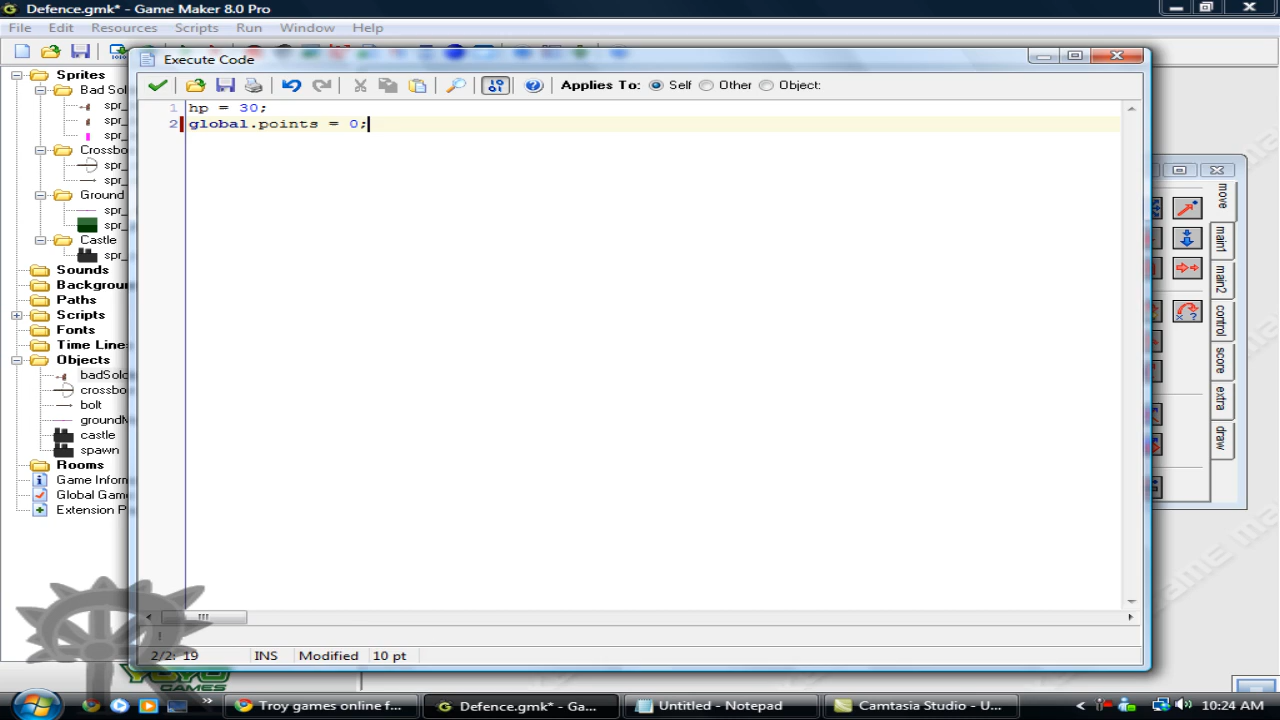 Defence.gmk* - Game Maker 8.0 Pro
File Edit Resources Scripts Run Window Help
Execute Code
Applies To: Self Other Object:
1 hp = 30;
2 global.points = 0;
Sprites
Bad Sol
spr_
spr_
spr_
Crossbo
spr_
spr_
Ground
spr_
spr_
Castle
spr_
Sounds
Backgrou
Paths
Scripts
Fonts
Time Line
Objects
badSold
crossbo
bolt
ground
castle
spawn
Rooms
Game Inform
Global Game
Extension P
move
main1
main2
control
score
extra
draw
2/2: 19 INS Modified 10 pt
YOYO
GAMES
Troy games online f...
Defence.gmk* - Ga...
Untitled - Notepad
Camtasia Studio - U...
10:24 AM